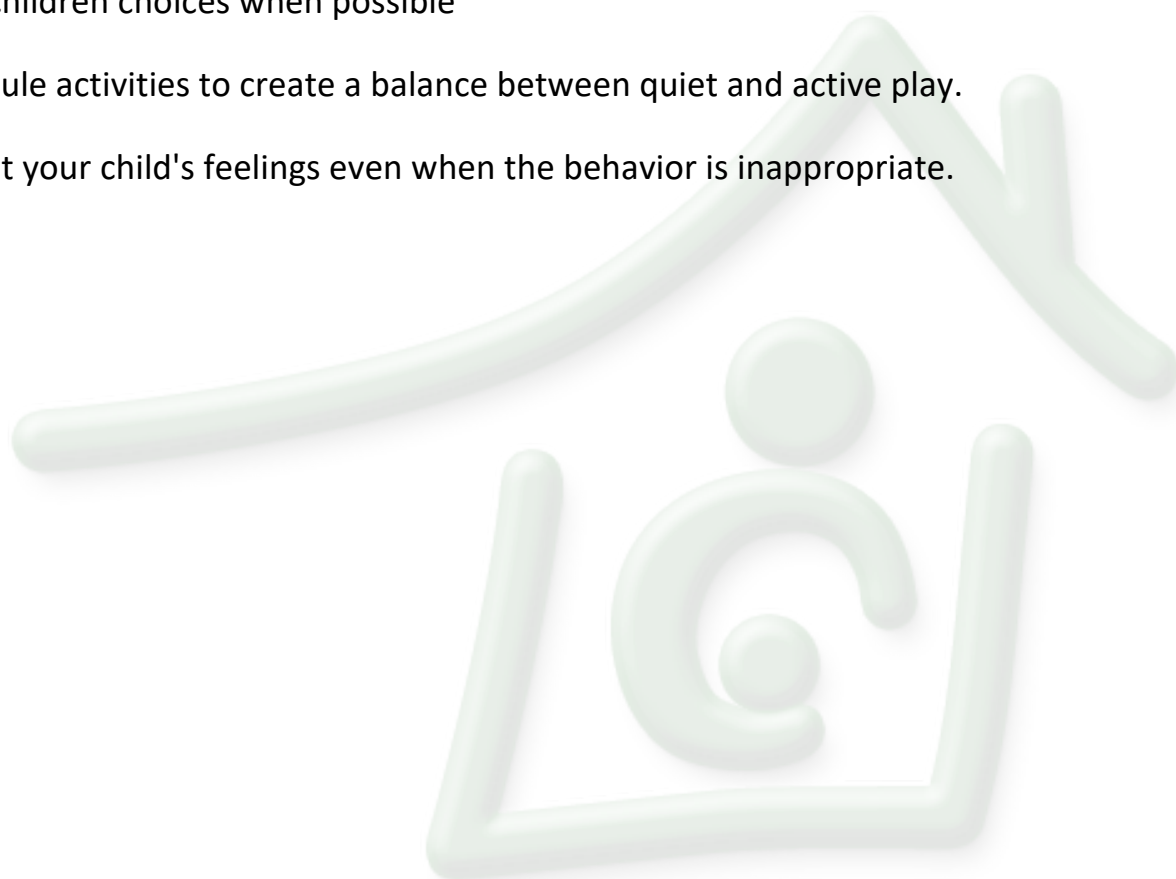 children choices when possible
ule activities to create a balance between quiet and active play.
t your child's feelings even when the behavior is inappropriate.